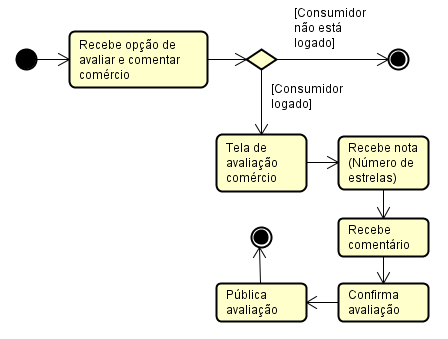 [Consumidor
não está
logado]
Recebe opção de
avaliar e comentar
comércio
[Consumidor
logado]
Tela de
avaliação
comércio
Recebe nota
(Número de
estrelas)
Recebe
comentário
Pública
avaliação
Confirma
avaliação